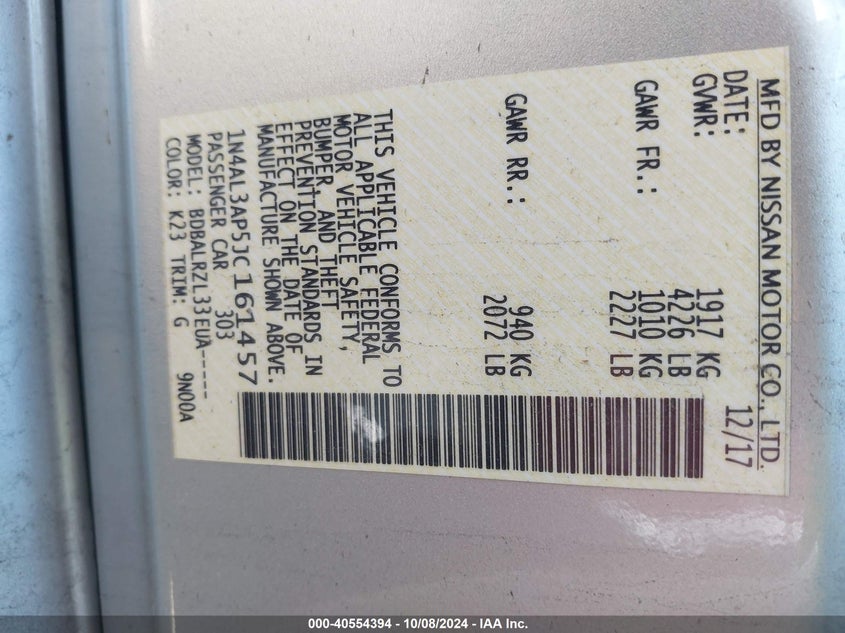 MFD BY NISSAN MOTOR CO., LTD.
DATE: 12/17
GVWR: 1917 KG
4226 LB
GAWR FR.: 1010 KG
2227 LB
GAWR RR.: 940 KG
2072 LB
THIS VEHICLE CONFORMS TO
ALL APPLICABLE FEDERAL
MOTOR VEHICLE SAFETY,
BUMPER, AND THEFT
PREVENTION STANDARDS IN
EFFECT ON THE DATE OF
MANUFACTURE SHOWN ABOVE.
1N4AL3AP5JC161457
PASSENGER CAR 303
MODEL: BDBALRZL33EUA-----
COLOR: K23 TRIM: G 9N00A
000-40554394 - 10/08/2024 - IAA Inc.